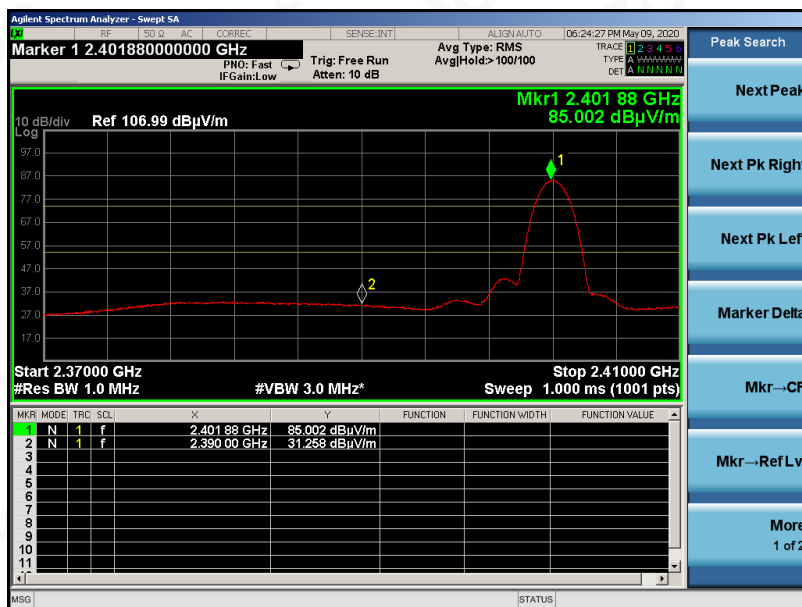 Agilent Spectrum Analyzer - Swept SA
LXI RF 50 Ω AC CORREC SENSE:INT ALIGN AUTO 06:24:27 PM May 09, 2020
Marker 1 2.401880000000 GHz
PNO: Fast
IFGain:Low
Trig: Free Run
Atten: 10 dB
Avg Type: RMS
Avg|Hold:>100/100
TRACE 1 2 3 4 5 6
TYPE A
DET A N N N N N
Mkr1 2.401 88 GHz
85.002 dBµV/m
10 dB/div Ref 106.99 dBµV/m
Log
97.0
87.0
77.0
67.0
57.0
47.0
37.0
27.0
17.0
1
2
Start 2.37000 GHz Stop 2.41000 GHz
#Res BW 1.0 MHz #VBW 3.0 MHz* Sweep 1.000 ms (1001 pts)
MKR MODE TRC SCL X Y FUNCTION FUNCTION WIDTH FUNCTION VALUE
1 N 1 f 2.401 88 GHz 85.002 dBµV/m
2 N 1 f 2.390 00 GHz 31.258 dBµV/m
3
4
5
6
7
8
9
10
11
MSG STATUS
Peak Search
Next Peak
Next Pk Right
Next Pk Left
Marker Delta
Mkr→CF
Mkr→Ref Lv
More
1 of 2